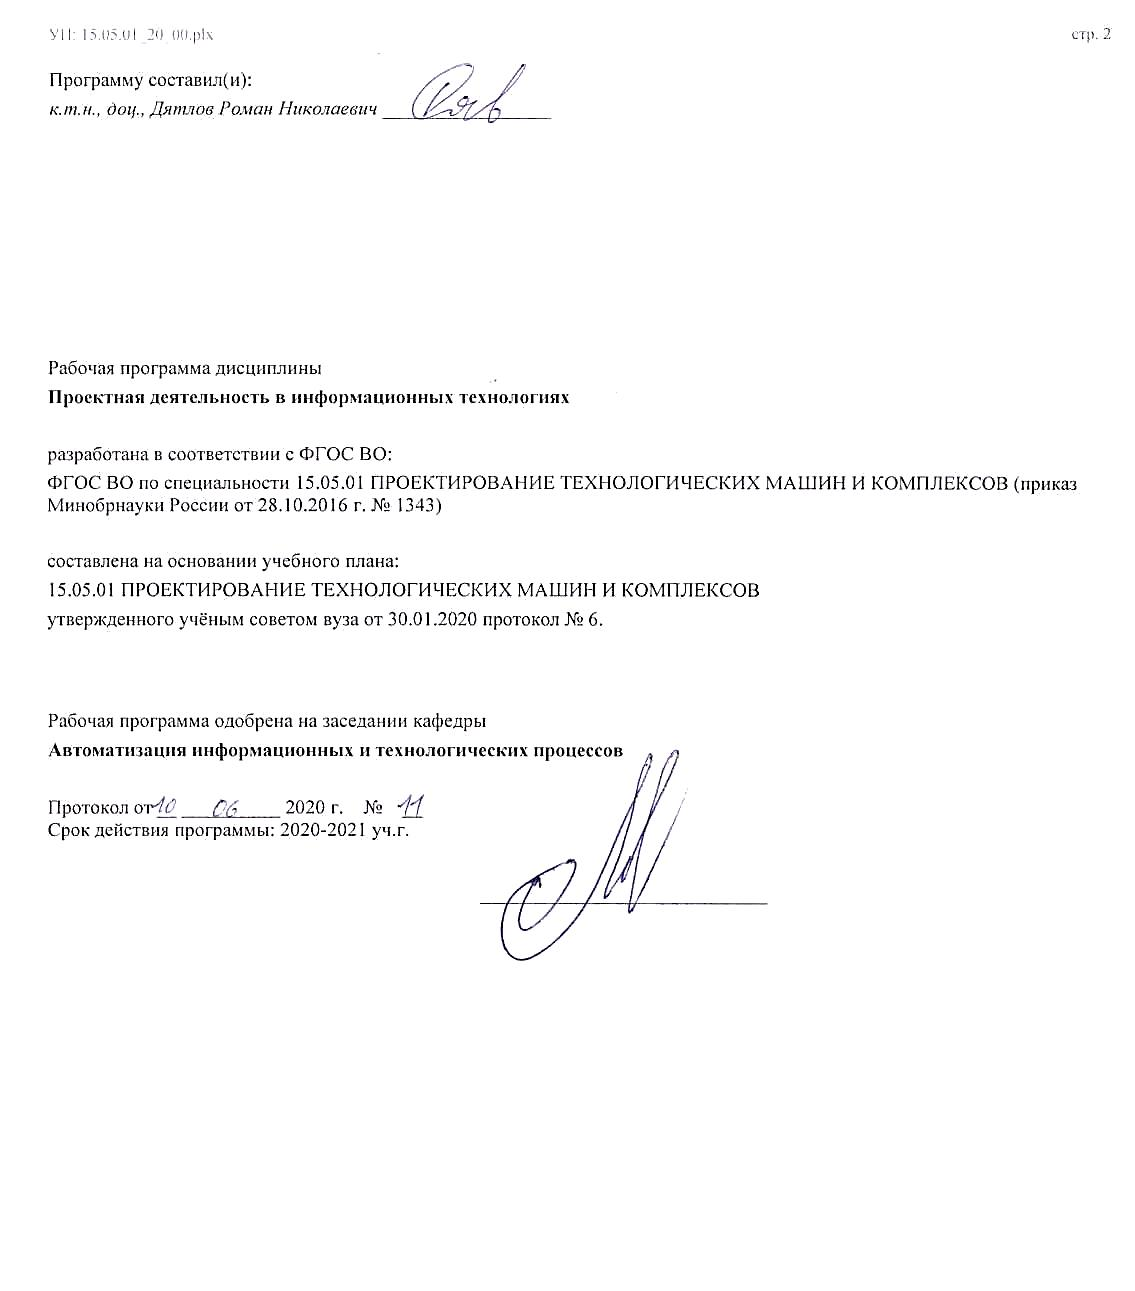 УП: 15.05.01_20_00.plx
стр. 2
Программу составил(и):
к.т.н., доц., Дятлов Роман Николаевич
Рабочая программа дисциплины
Проектная деятельность в информационных технологиях
разработана в соответствии с ФГОС ВО:
ФГОС ВО по специальности 15.05.01 ПРОЕКТИРОВАНИЕ ТЕХНОЛОГИЧЕСКИХ МАШИН И КОМПЛЕКСОВ (приказ
Минобрнауки России от 28.10.2016 г. № 1343)
составлена на основании учебного плана:
15.05.01 ПРОЕКТИРОВАНИЕ ТЕХНОЛОГИЧЕСКИХ МАШИН И КОМПЛЕКСОВ
утвержденного учёным советом вуза от 30.01.2020 протокол № 6.
Рабочая программа одобрена на заседании кафедры
Автоматизация информационных и технологических процессов
Протокол от 10 06 2020 г. № 11
Срок действия программы: 2020-2021 уч.г.